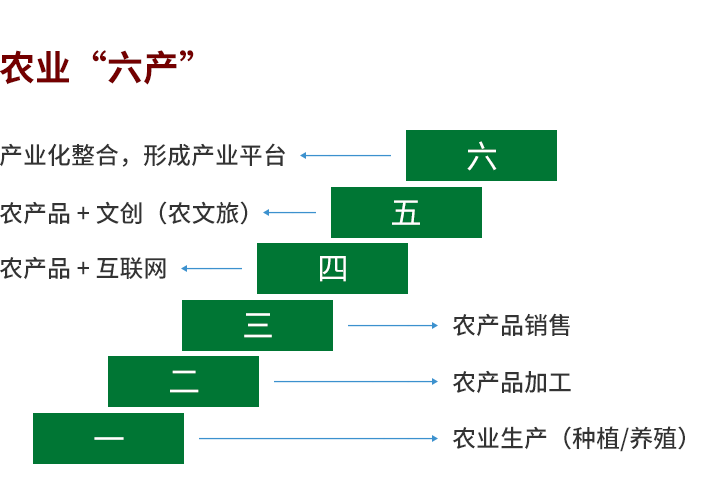 农业“六产”
产业化整合，形成产业平台
六
农产品 + 文创（农文旅）
五
农产品 + 互联网
四
三
农产品销售
二
农产品加工
一
农业生产（种植/养殖）